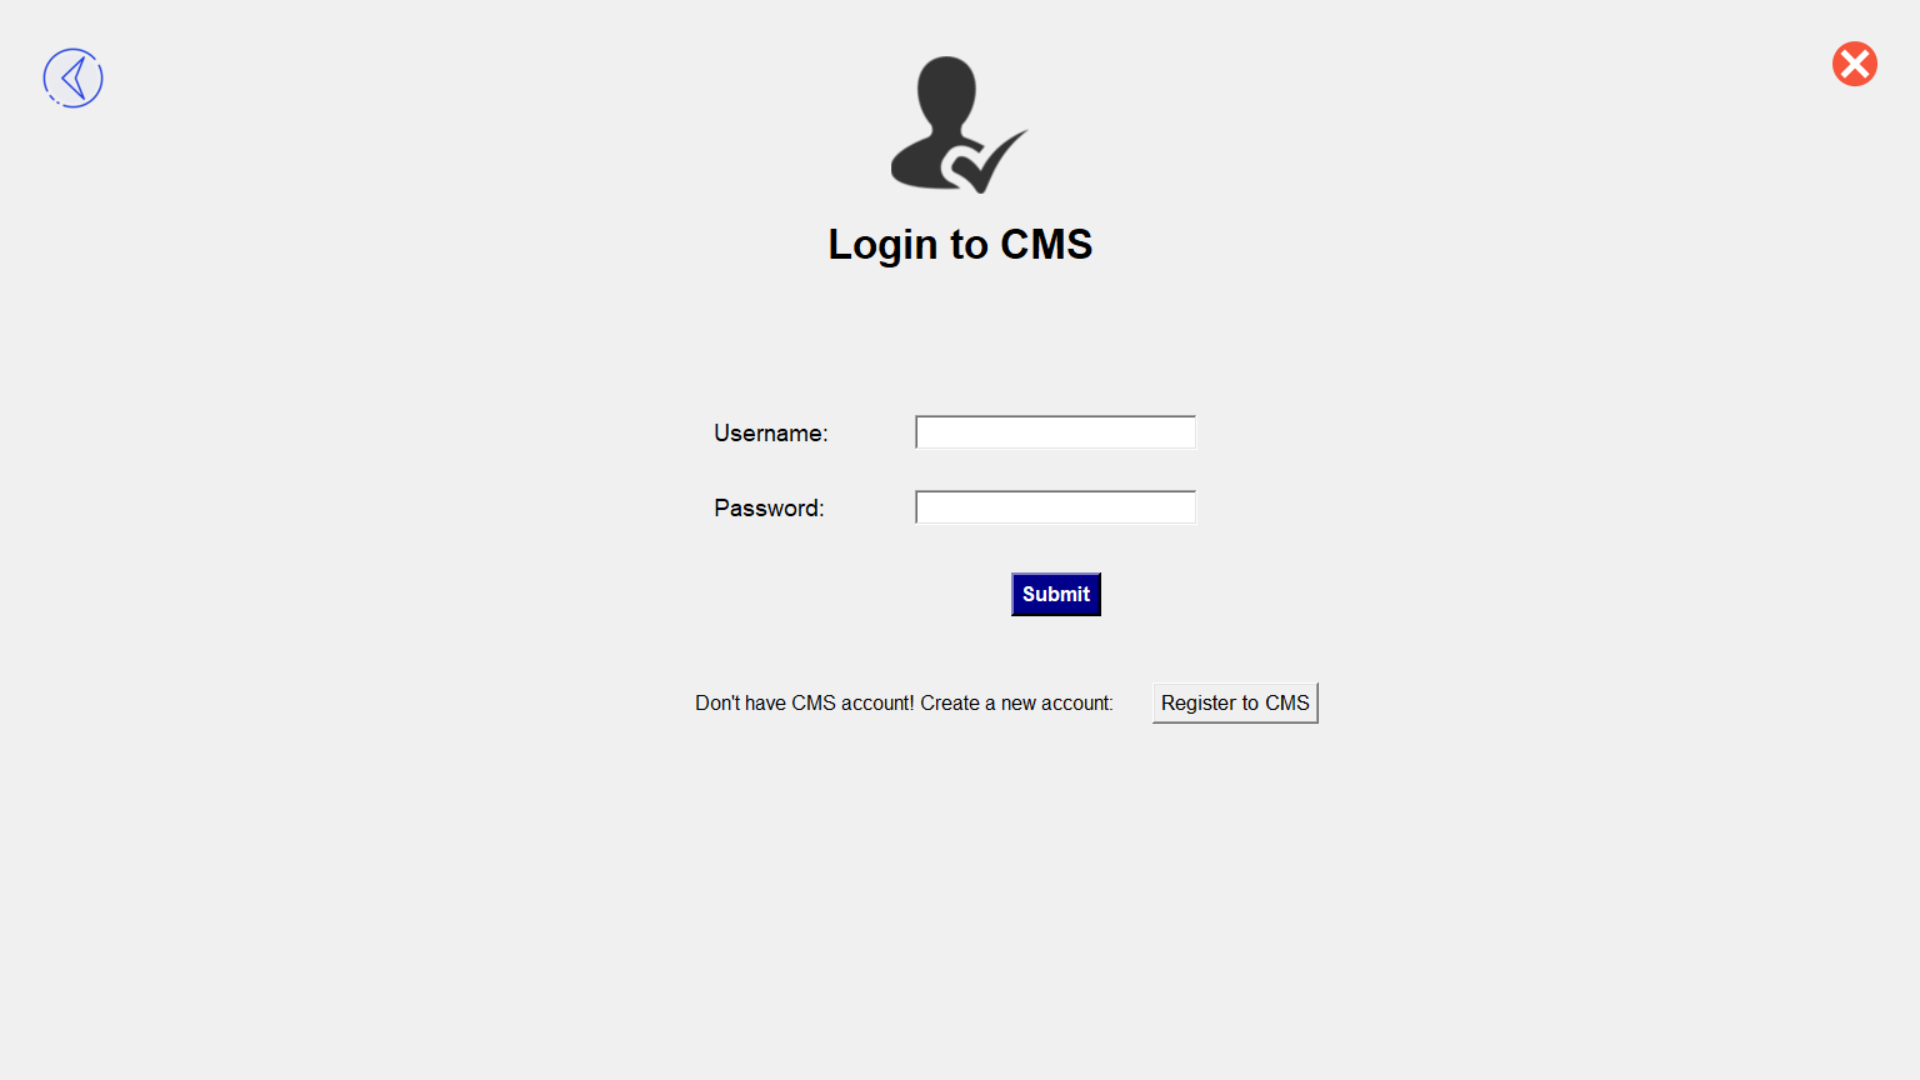 Login to CMS
Username:
Password:
Submit
Don't have CMS account! Create a new account: Register to CMS